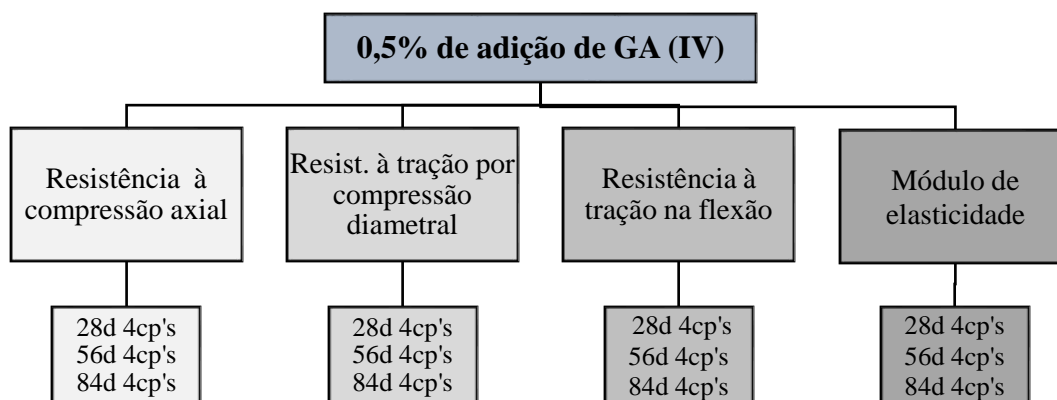 0,5% de adição de GA (IV)
Resistência à
compressão axial
Resist. à tração por
compressão
diametral
Resistência à
tração na flexão
Módulo de
elasticidade
28d 4cp's
56d 4cp's
84d 4cp's
28d 4cp's
56d 4cp's
84d 4cp's
28d 4cp's
56d 4cp's
84d 4cp's
28d 4cp's
56d 4cp's
84d 4cp's